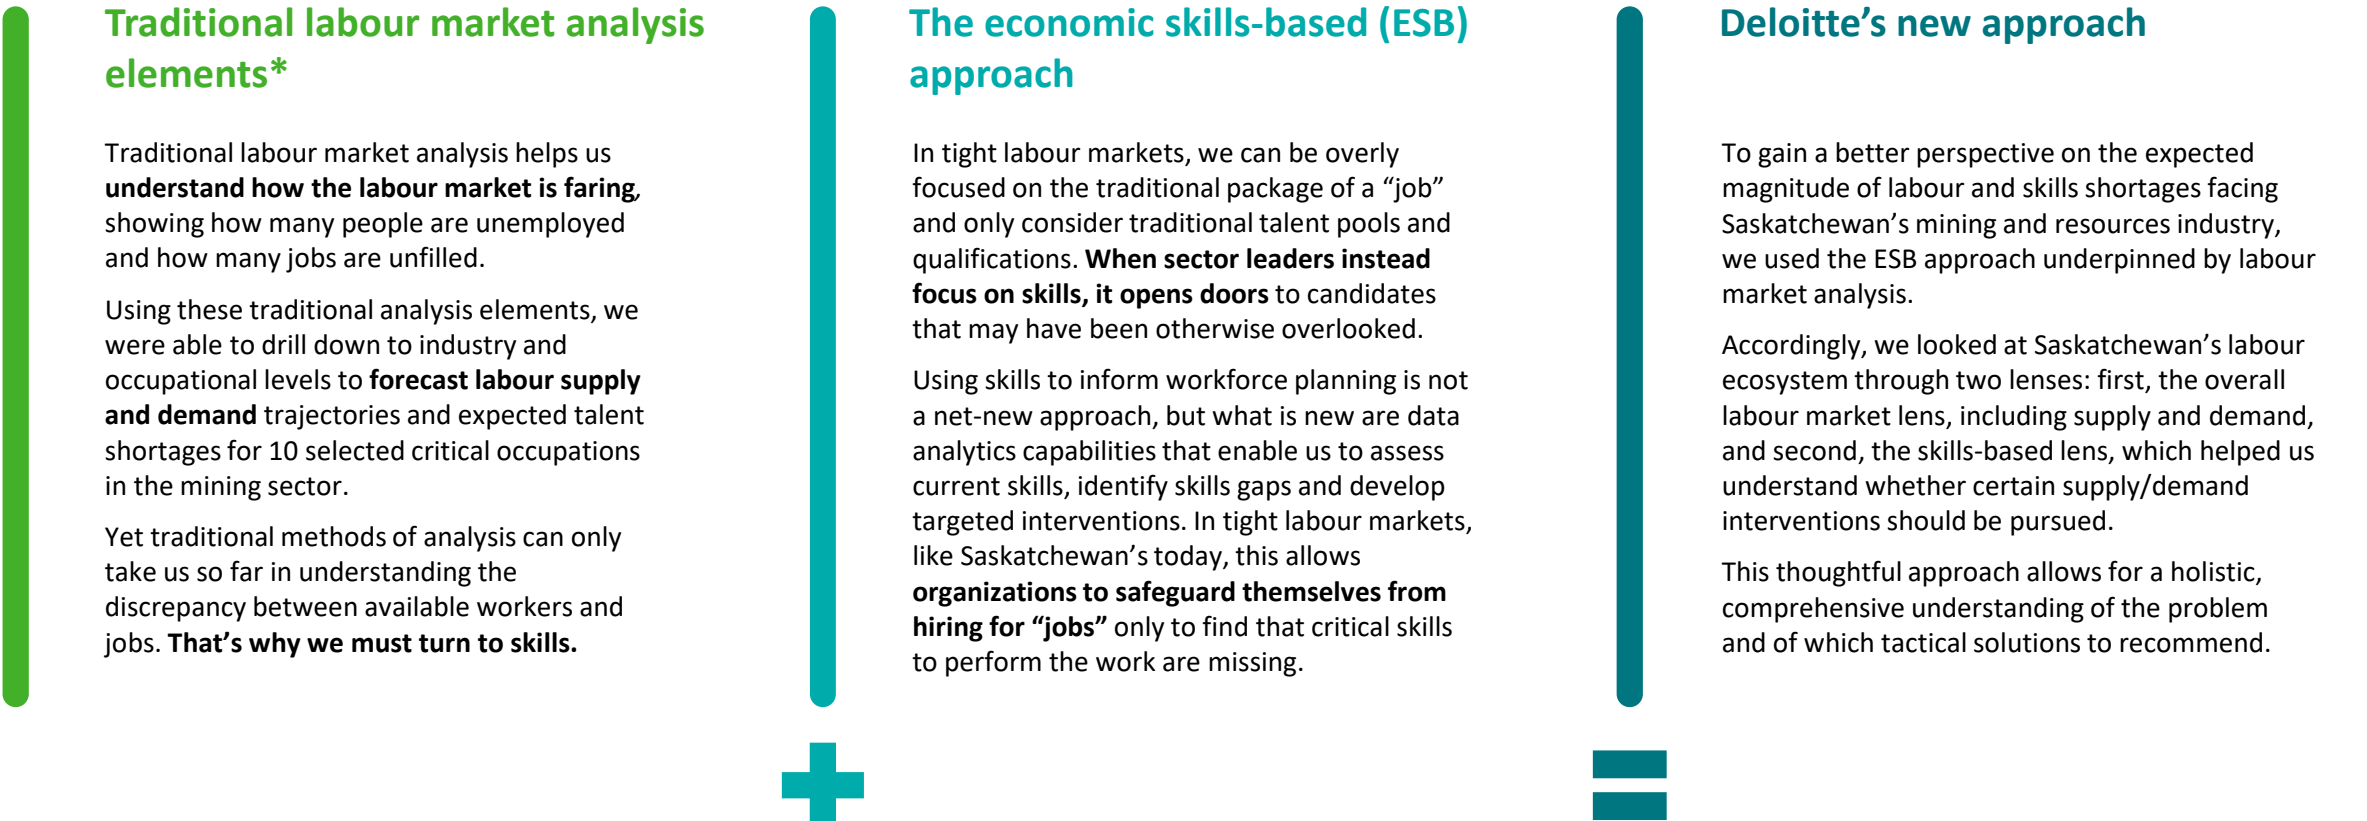 Traditional labour market analysis
elements*
Traditional labour market analysis helps us
understand how the labour market is faring,
showing how many people are unemployed
and how many jobs are unfilled.
Using these traditional analysis elements, we
were able to drill down to industry and
occupational levels to forecast labour supply
and demand trajectories and expected talent
shortages for 10 selected critical occupations
in the mining sector.
Yet traditional methods of analysis can only
take us so far in understanding the
discrepancy between available workers and
jobs. That’s why we must turn to skills.
The economic skills-based (ESB)
approach
In tight labour markets, we can be overly
focused on the traditional package of a “job”
and only consider traditional talent pools and
qualifications. When sector leaders instead
focus on skills, it opens doors to candidates
that may have been otherwise overlooked.
Using skills to inform workforce planning is not
a net-new approach, but what is new are data
analytics capabilities that enable us to assess
current skills, identify skills gaps and develop
targeted interventions. In tight labour markets,
like Saskatchewan’s today, this allows
organizations to safeguard themselves from
hiring for “jobs” only to find that critical skills
to perform the work are missing.
Deloitte’s new approach
To gain a better perspective on the expected
magnitude of labour and skills shortages facing
Saskatchewan’s mining and resources industry,
we used the ESB approach underpinned by labour
market analysis.
Accordingly, we looked at Saskatchewan’s labour
ecosystem through two lenses: first, the overall
labour market lens, including supply and demand,
and second, the skills-based lens, which helped us
understand whether certain supply/demand
interventions should be pursued.
This thoughtful approach allows for a holistic,
comprehensive understanding of the problem
and of which tactical solutions to recommend.